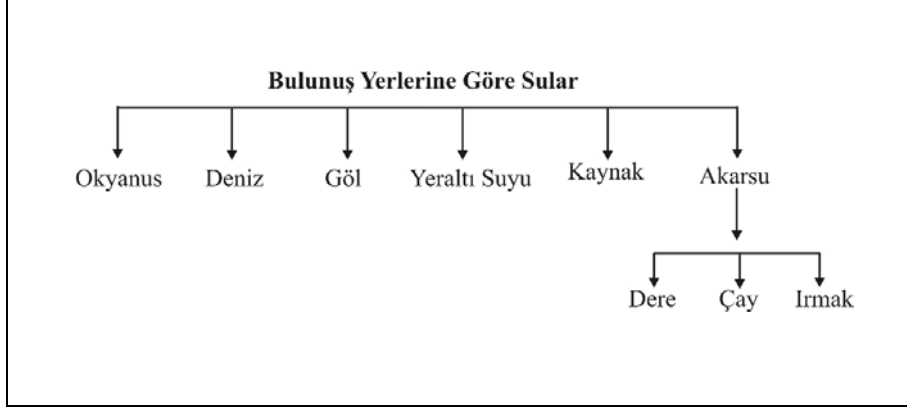 Bulunuş Yerlerine Göre Sular
Okyanus Deniz Göl Yeraltı Suyu Kaynak Akarsu
Dere Çay Irmak